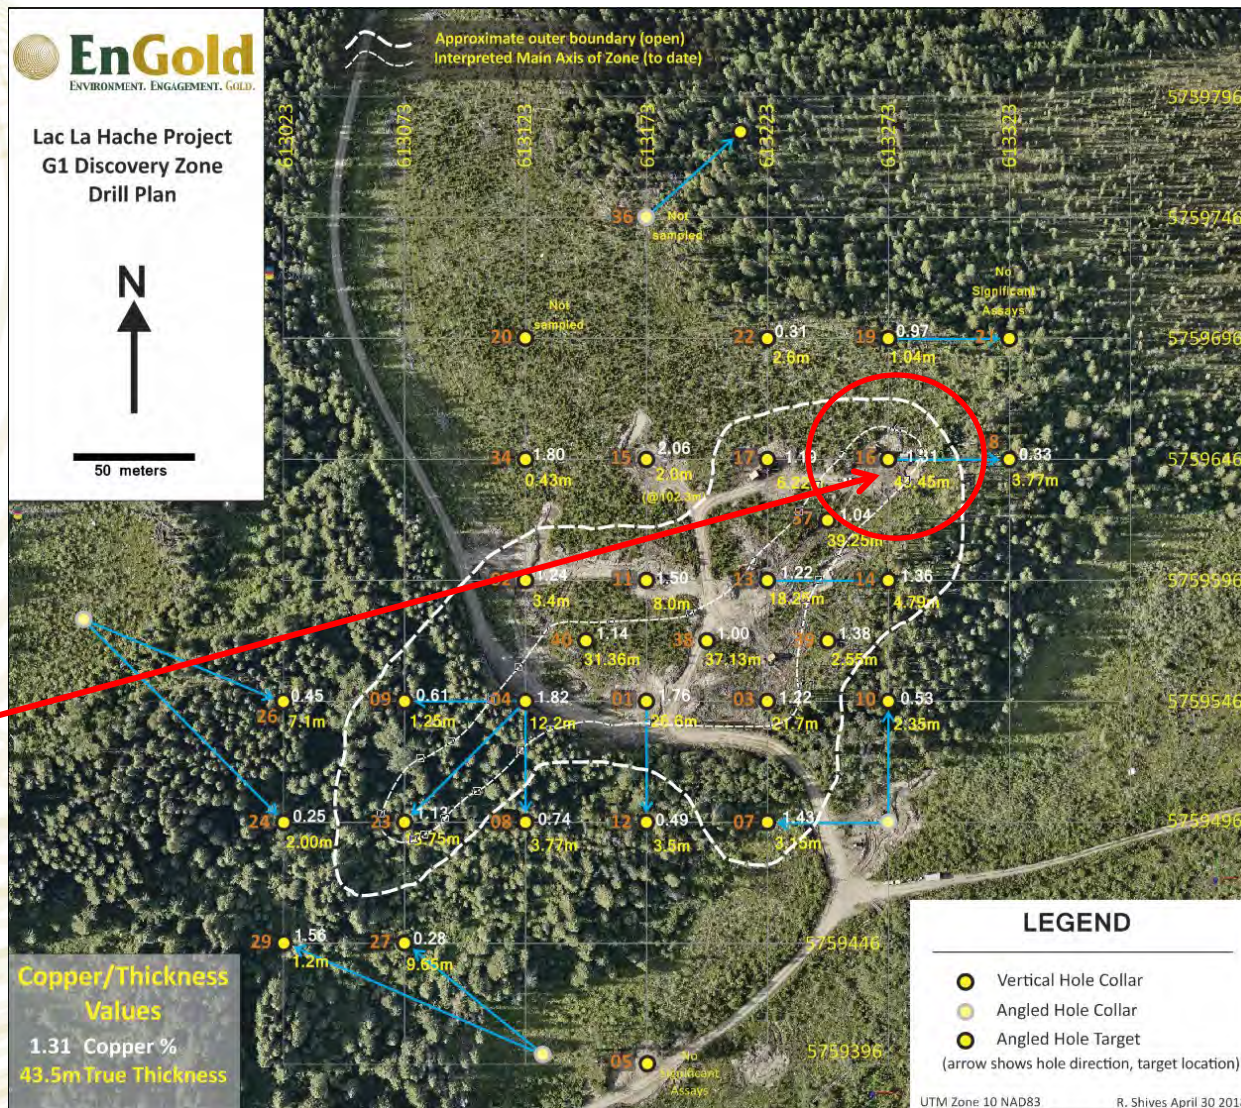 EnGold
ENVIRONMENT. ENGAGEMENT. GOLD.
Lac La Hache Project
G1 Discovery Zone
Drill Plan
N
50 meters
Approximate outer boundary (open)
Interpreted Main Axis of Zone (to date)
613023
613073
613123
613173
613223
613273
613323
5759796
5759746
5759696
5759646
5759596
5759546
5759496
5759446
5759396
36
Not
sampled
20
Not
sampled
22
0.31
2.6m
19
0.97
1.04m
No
Significant
Assays
34
1.80
0.43m
15
2.06
2.0m
(@102.3m)
17
1.19
16
1.31
0.33
3.77m
1.04
39.25m
1.24
3.4m
11
1.50
8.0m
13
1.22
18.25m
14
1.36
4.79m
40
1.14
31.36m
38
1.00
37.13m
1.38
2.55m
26
0.45
7.1m
09
0.61
1.25m
04
1.82
12.2m
01
1.76
03
1.22
21.7m
10
0.53
2.35m
24
0.25
2.00m
23
1.13
08
0.74
3.77m
12
0.49
3.5m
07
1.43
3.15m
29
1.56
1.2m
27
0.28
9.65m
05
No
Significant
Assays
Copper/Thickness
Values
1.31 Copper %
43.5m True Thickness
LEGEND
Vertical Hole Collar
Angled Hole Collar
Angled Hole Target
(arrow shows hole direction, target location)
UTM Zone 10 NAD83
R. Shives April 30